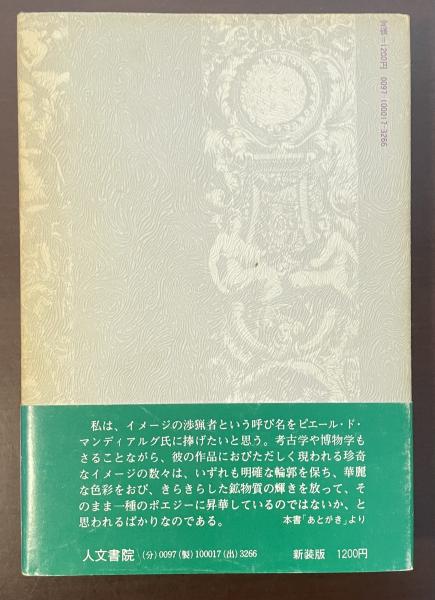 定価=1200円 0097-100017-3266
私は、イメージの渉猟者という呼び名をピエール・ド・
マンディアルグ氏に捧げたいと思う。考古学や博物学も
さることながら、彼の作品におびただしく現われる珍奇
なイメージの数々は、いずれも明確な輪郭を保ち、華麗
な色彩をおび、きらきらした鉱物質の輝きを放って、そ
のまま一種のポエジーに昇華しているのではないか、と
思われるばかりなのである。 本書「あとがき」より
人文書院 (分)0097(製)100017(出)3266 新装版 1200円